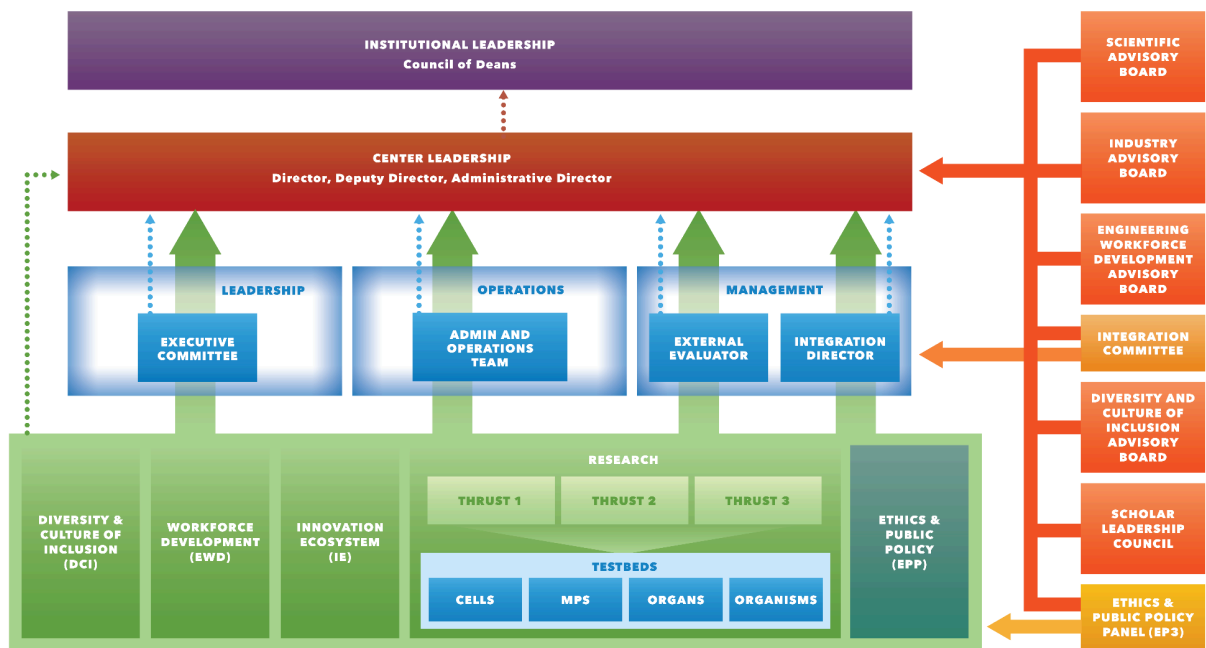 INSTITUTIONAL LEADERSHIP
Council of Deans
CENTER LEADERSHIP
Director, Deputy Director, Administrative Director
LEADERSHIP
EXECUTIVE
COMMITTEE
OPERATIONS
ADMIN AND
OPERATIONS
TEAM
MANAGEMENT
EXTERNAL
EVALUATOR
INTEGRATION
DIRECTOR
DIVERSITY &
CULTURE OF
INCLUSION
(DCI)
WORKFORCE
DEVELOPMENT
(EWD)
INNOVATION
ECOSYSTEM
(IE)
RESEARCH
THRUST 1
THRUST 2
THRUST 3
TESTBEDS
CELLS
MPS
ORGANS
ORGANISMS
ETHICS &
PUBLIC
POLICY
(EPP)
SCIENTIFIC
ADVISORY
BOARD
INDUSTRY
ADVISORY
BOARD
ENGINEERING
WORKFORCE
DEVELOPMENT
ADVISORY
BOARD
INTEGRATION
COMMITTEE
DIVERSITY AND
CULTURE OF
INCLUSION
ADVISORY
BOARD
SCHOLAR
LEADERSHIP
COUNCIL
ETHICS &
PUBLIC POLICY
PANEL (EP3)